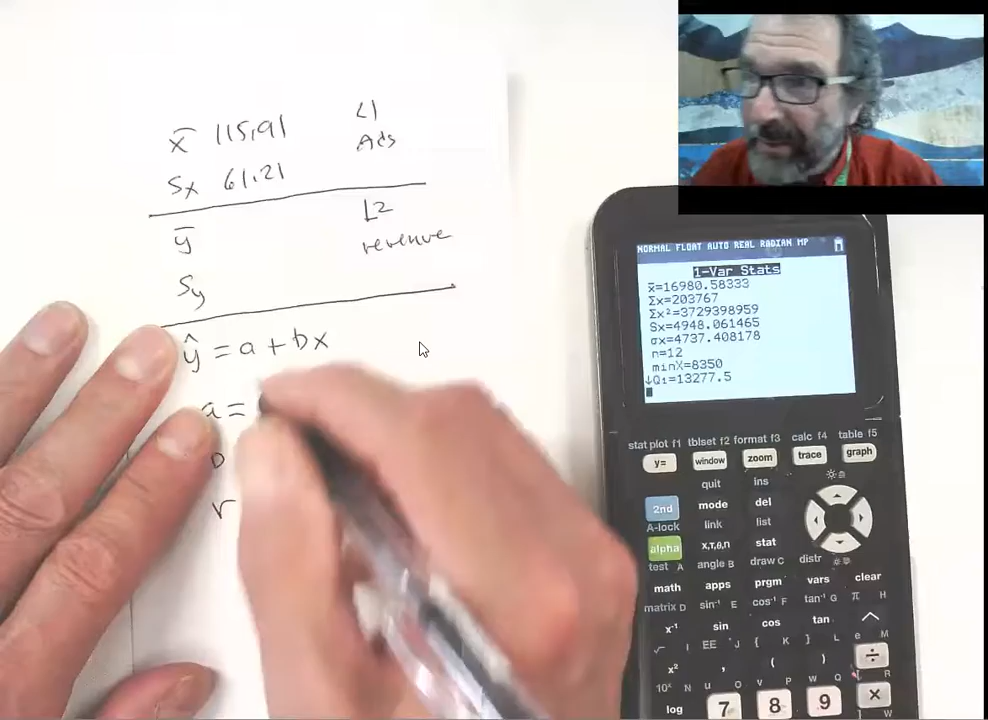 x̄ 115.91 L1
Ads
Sx 61.21
ȳ L2
revenue
Sy
ŷ = a + bx
a =
b
r
NORMAL FLOAT AUTO REAL RADIAN MP
1-Var Stats
x̄=16980.58333
Σx=203767
Σx²=3729398959
Sx=4948.061465
σx=4737.408178
n=12
minX=8350
↓Q₁=13277.5
stat plot f1 tblset f2 format f3 calc f4 table f5
y= window zoom trace graph
quit ins
2nd mode del
A-lock link list
alpha x,T,θ,n stat
test A angle B draw C distr
math apps prgm vars clear
matrix D sin⁻¹ E cos⁻¹ F tan⁻¹ G π H
x⁻¹ sin cos tan ^
√ I EE J { K } L e M
x² , ( ) ÷
10ˣ N u O v P w Q R
log 7 8 9 ×
W